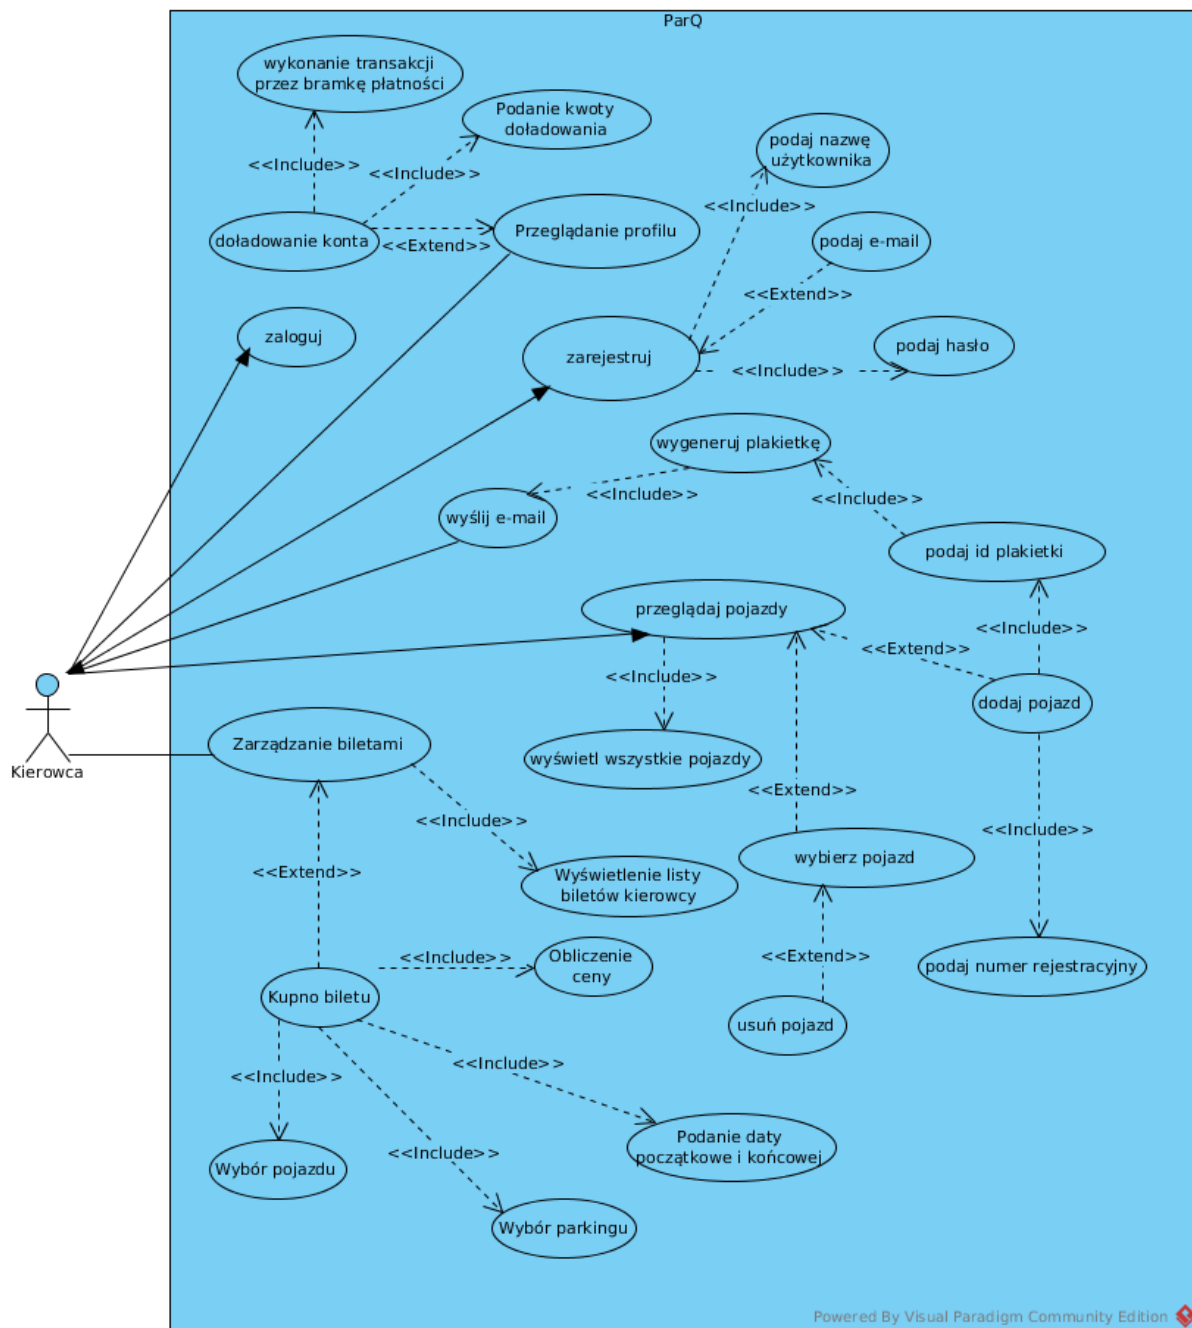 ParQ
wykonanie transakcji
przez bramkę płatności
Podanie kwoty
doładowania
podaj nazwę
użytkownika
<<Include>>
<<Include>>
<<Include>>
doładowanie konta
<<Extend>>
Przeglądanie profilu
podaj e-mail
<<Extend>>
zaloguj
zarejestruj
podaj hasło
<<Include>>
wygeneruj plakietkę
<<Include>>
<<Include>>
wyślij e-mail
podaj id plakietki
przeglądaj pojazdy
<<Include>>
<<Extend>>
<<Include>>
dodaj pojazd
Kierowca
Zarządzanie biletami
wyświetl wszystkie pojazdy
<<Extend>>
<<Include>>
<<Include>>
<<Extend>>
Wyświetlenie listy
biletów kierowcy
wybierz pojazd
<<Include>>
Obliczenie
ceny
<<Extend>>
podaj numer rejestracyjny
Kupno biletu
usuń pojazd
<<Include>>
<<Include>>
<<Include>>
Podanie daty
początkowe i końcowej
Wybór pojazdu
Wybór parkingu
Powered By Visual Paradigm Community Edition